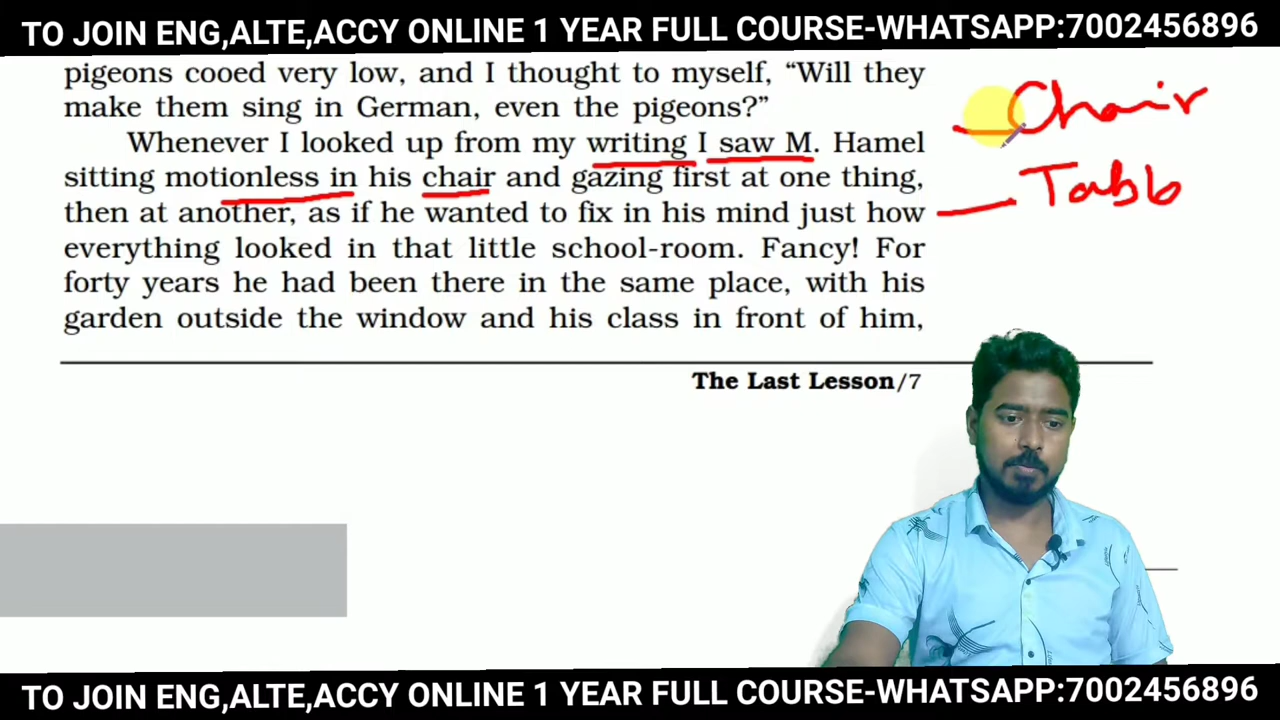 TO JOIN ENG,ALTE,ACCY ONLINE 1 YEAR FULL COURSE-WHATSAPP:7002456896
pigeons cooed very low, and I thought to myself, “Will they
make them sing in German, even the pigeons?”
Whenever I looked up from my writing I saw M. Hamel
sitting motionless in his chair and gazing first at one thing,
then at another, as if he wanted to fix in his mind just how
everything looked in that little school-room. Fancy! For
forty years he had been there in the same place, with his
garden outside the window and his class in front of him,
Chair
The Last Lesson/7
TO JOIN ENG,ALTE,ACCY ONLINE 1 YEAR FULL COURSE-WHATSAPP:7002456896